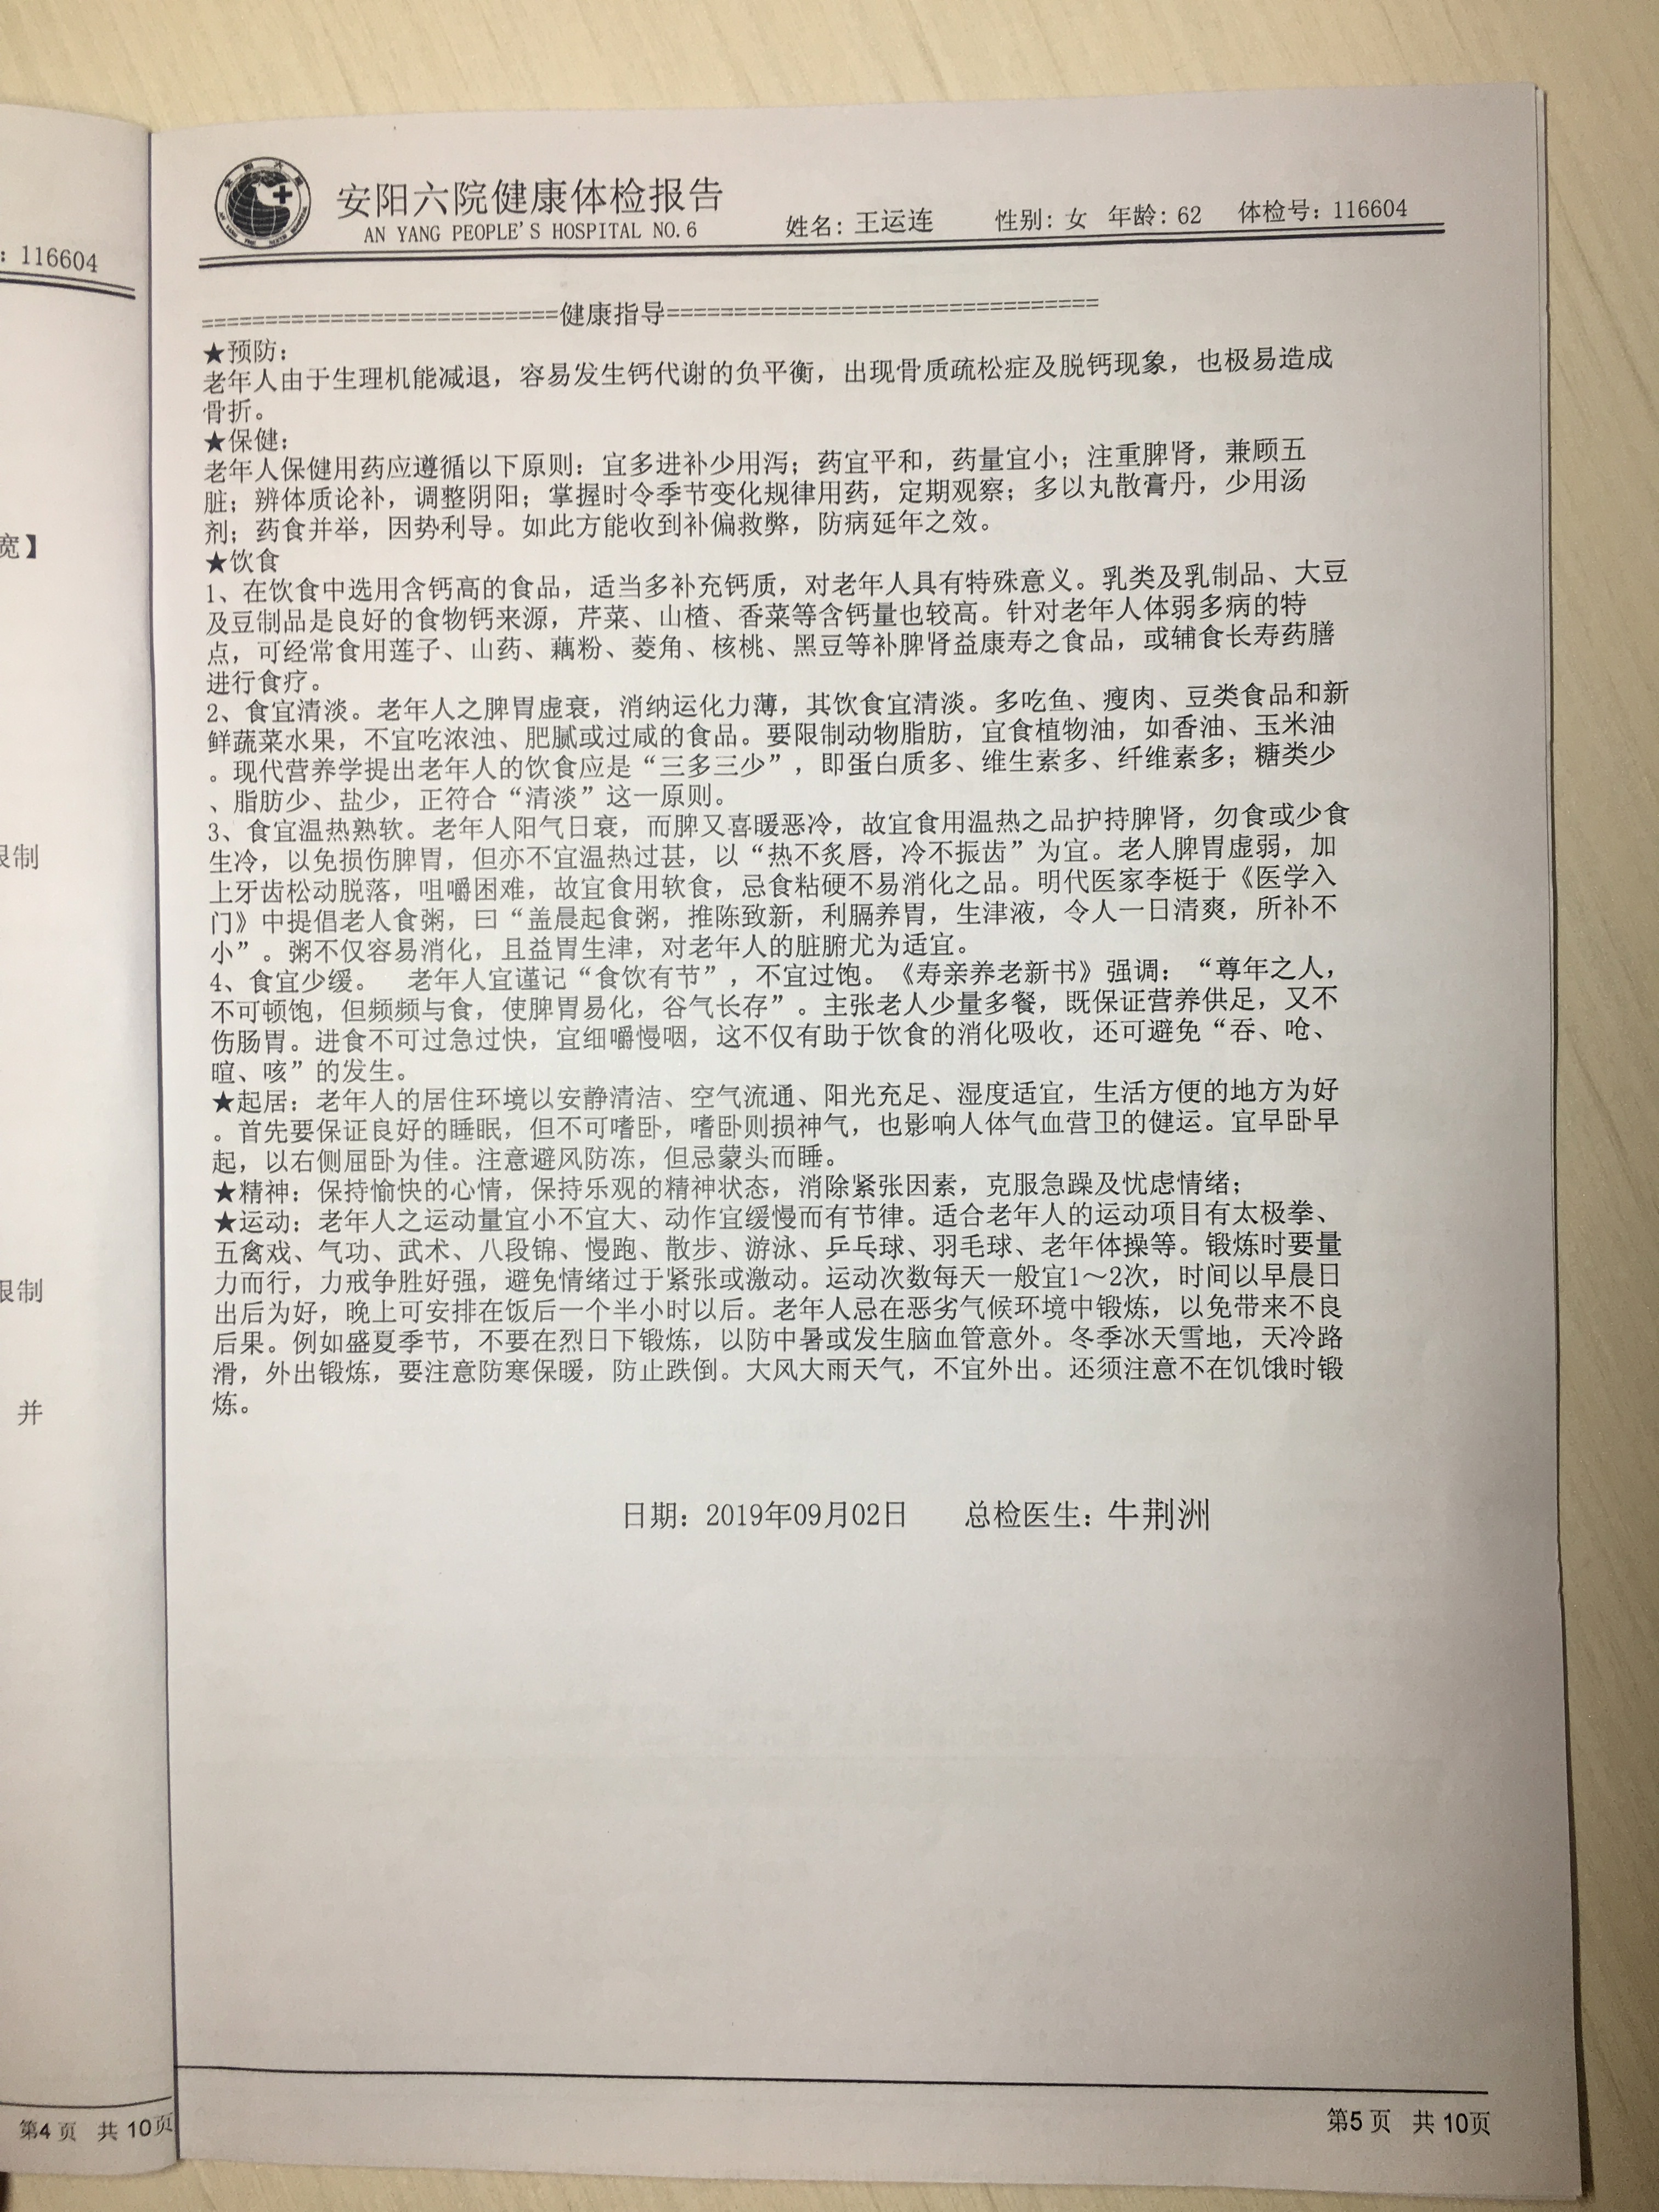 : 116604
宽】
限制
限制
并
第4页 共10页
安阳六院健康体检报告
AN YANG PEOPLE'S HOSPITAL NO.6
姓名: 王运连 性别: 女 年龄: 62 体检号: 116604
===========================健康指导=================================
★预防:
老年人由于生理机能减退，容易发生钙代谢的负平衡，出现骨质疏松症及脱钙现象，也极易造成
骨折。
★保健:
老年人保健用药应遵循以下原则：宜多进补少用泻；药宜平和，药量宜小；注重脾肾，兼顾五
脏；辨体质论补，调整阴阳；掌握时令季节变化规律用药，定期观察；多以丸散膏丹，少用汤
剂；药食并举，因势利导。如此方能收到补偏救弊，防病延年之效。
★饮食
1、在饮食中选用含钙高的食品，适当多补充钙质，对老年人具有特殊意义。乳类及乳制品、大豆
及豆制品是良好的食物钙来源，芹菜、山楂、香菜等含钙量也较高。针对老年人体弱多病的特
点，可经常食用莲子、山药、藕粉、菱角、核桃、黑豆等补脾肾益康寿之食品，或辅食长寿药膳
进行食疗。
2、食宜清淡。老年人之脾胃虚衰，消纳运化力薄，其饮食宜清淡。多吃鱼、瘦肉、豆类食品和新
鲜蔬菜水果，不宜吃浓浊、肥腻或过咸的食品。要限制动物脂肪，宜食植物油，如香油、玉米油
。现代营养学提出老年人的饮食应是“三多三少”，即蛋白质多、维生素多、纤维素多；糖类少
、脂肪少、盐少，正符合“清淡”这一原则。
3、食宜温热熟软。老年人阳气日衰，而脾又喜暖恶冷，故宜食用温热之品护持脾肾，勿食或少食
生冷，以免损伤脾胃，但亦不宜温热过甚，以“热不炙唇，冷不振齿”为宜。老人脾胃虚弱，加
上牙齿松动脱落，咀嚼困难，故宜食用软食，忌食粘硬不易消化之品。明代医家李梃于《医学入
门》中提倡老人食粥，曰“盖晨起食粥，推陈致新，利膈养胃，生津液，令人一日清爽，所补不
小”。粥不仅容易消化，且益胃生津，对老年人的脏腑尤为适宜。
4、食宜少缓。 老年人宜谨记“食饮有节”，不宜过饱。《寿亲养老新书》强调：“尊年之人，
不可顿饱，但频频与食，使脾胃易化，谷气长存”。主张老人少量多餐，既保证营养供足，又不
伤肠胃。进食不可过急过快，宜细嚼慢咽，这不仅有助于饮食的消化吸收，还可避免“吞、呛、
噎、咳”的发生。
★起居：老年人的居住环境以安静清洁、空气流通、阳光充足、湿度适宜，生活方便的地方为好
。首先要保证良好的睡眠，但不可嗜卧，嗜卧则损神气，也影响人体气血营卫的健运。宜早卧早
起，以右侧屈卧为佳。注意避风防冻，但忌蒙头而睡。
★精神：保持愉快的心情，保持乐观的精神状态，消除紧张因素，克服急躁及忧虑情绪；
★运动：老年人之运动量宜小不宜大、动作宜缓慢而有节律。适合老年人的运动项目有太极拳、
五禽戏、气功、武术、八段锦、慢跑、散步、游泳、乒乓球、羽毛球、老年体操等。锻炼时要量
力而行，力戒争胜好强，避免情绪过于紧张或激动。运动次数每天一般宜1～2次，时间以早晨日
出后为好，晚上可安排在饭后一个半小时以后。老年人忌在恶劣气候环境中锻炼，以免带来不良
后果。例如盛夏季节，不要在烈日下锻炼，以防中暑或发生脑血管意外。冬季冰天雪地，天冷路
滑，外出锻炼，要注意防寒保暖，防止跌倒。大风大雨天气，不宜外出。还须注意不在饥饿时锻
炼。
日期: 2019年09月02日 总检医生: 牛荆洲
第5页 共10页